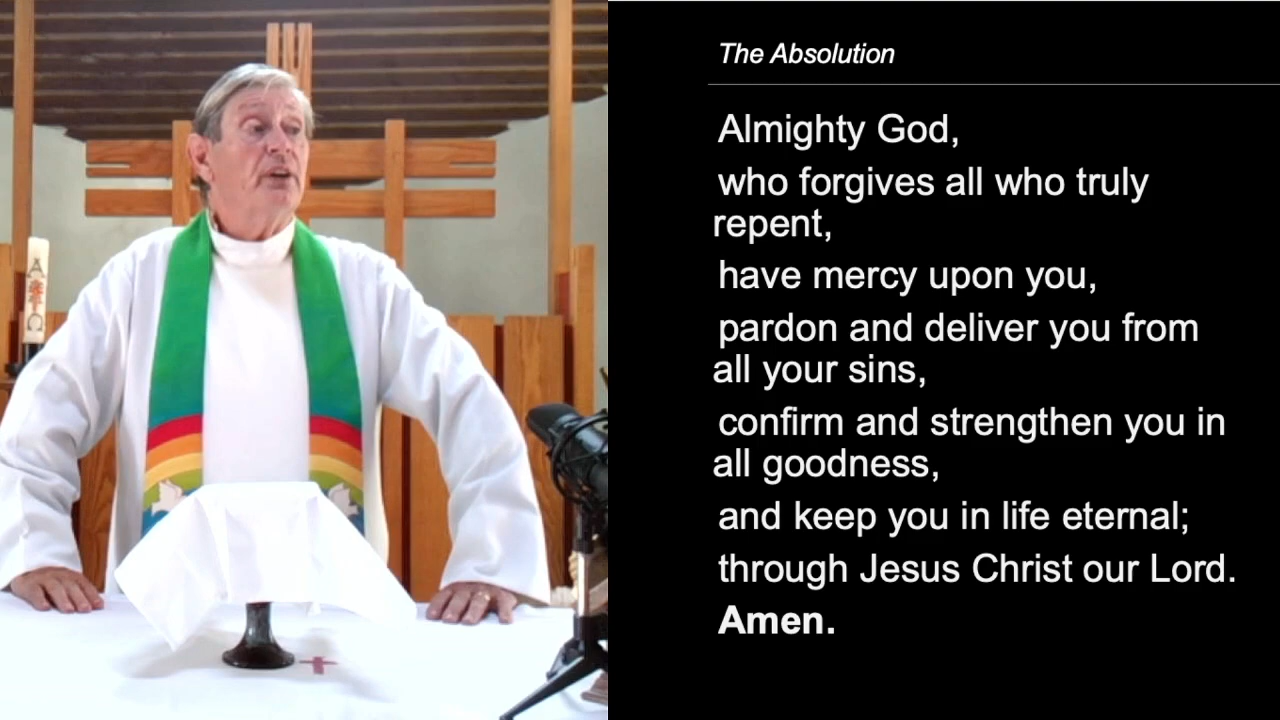 The Absolution
Almighty God,
who forgives all who truly
repent,
have mercy upon you,
pardon and deliver you from
all your sins,
confirm and strengthen you in
all goodness,
and keep you in life eternal;
through Jesus Christ our Lord.
Amen.
Α
Ω